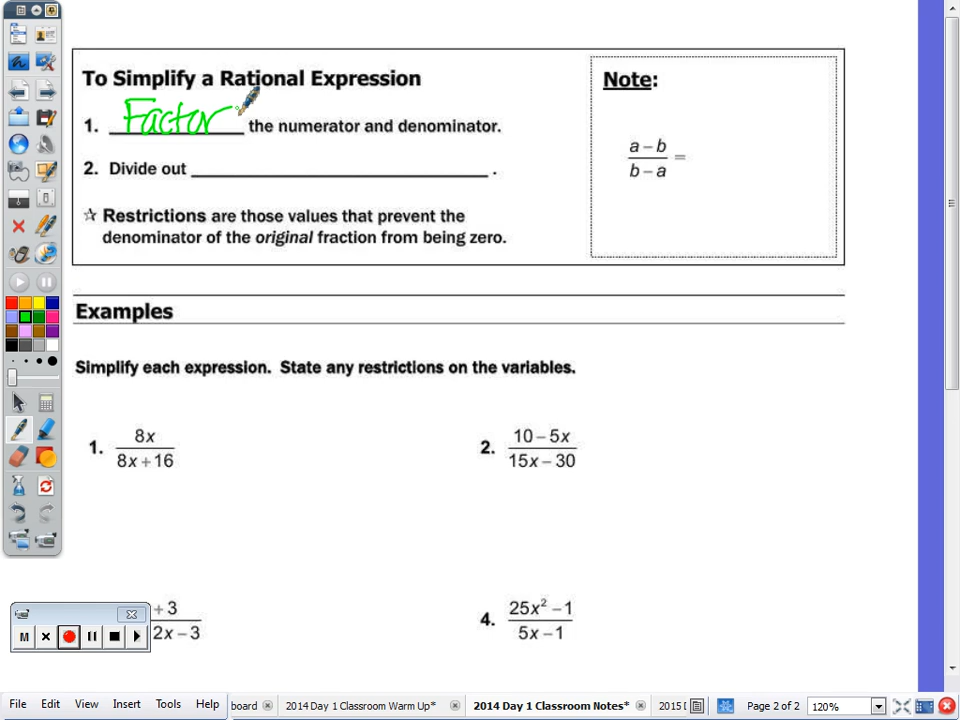 To Simplify a Rational Expression
1. Factor the numerator and denominator.
2. Divide out ____________________ .
☆ Restrictions are those values that prevent the
denominator of the original fraction from being zero.
Note:
a – b
b – a
=
Examples
Simplify each expression. State any restrictions on the variables.
1. 8x
8x + 16
2. 10 – 5x
15x – 30
+ 3
2x – 3
4. 25x² – 1
5x – 1
M
File Edit View Insert Tools Help
board
2014 Day 1 Classroom Warm Up*
2014 Day 1 Classroom Notes*
2015 D
Page 2 of 2
120%